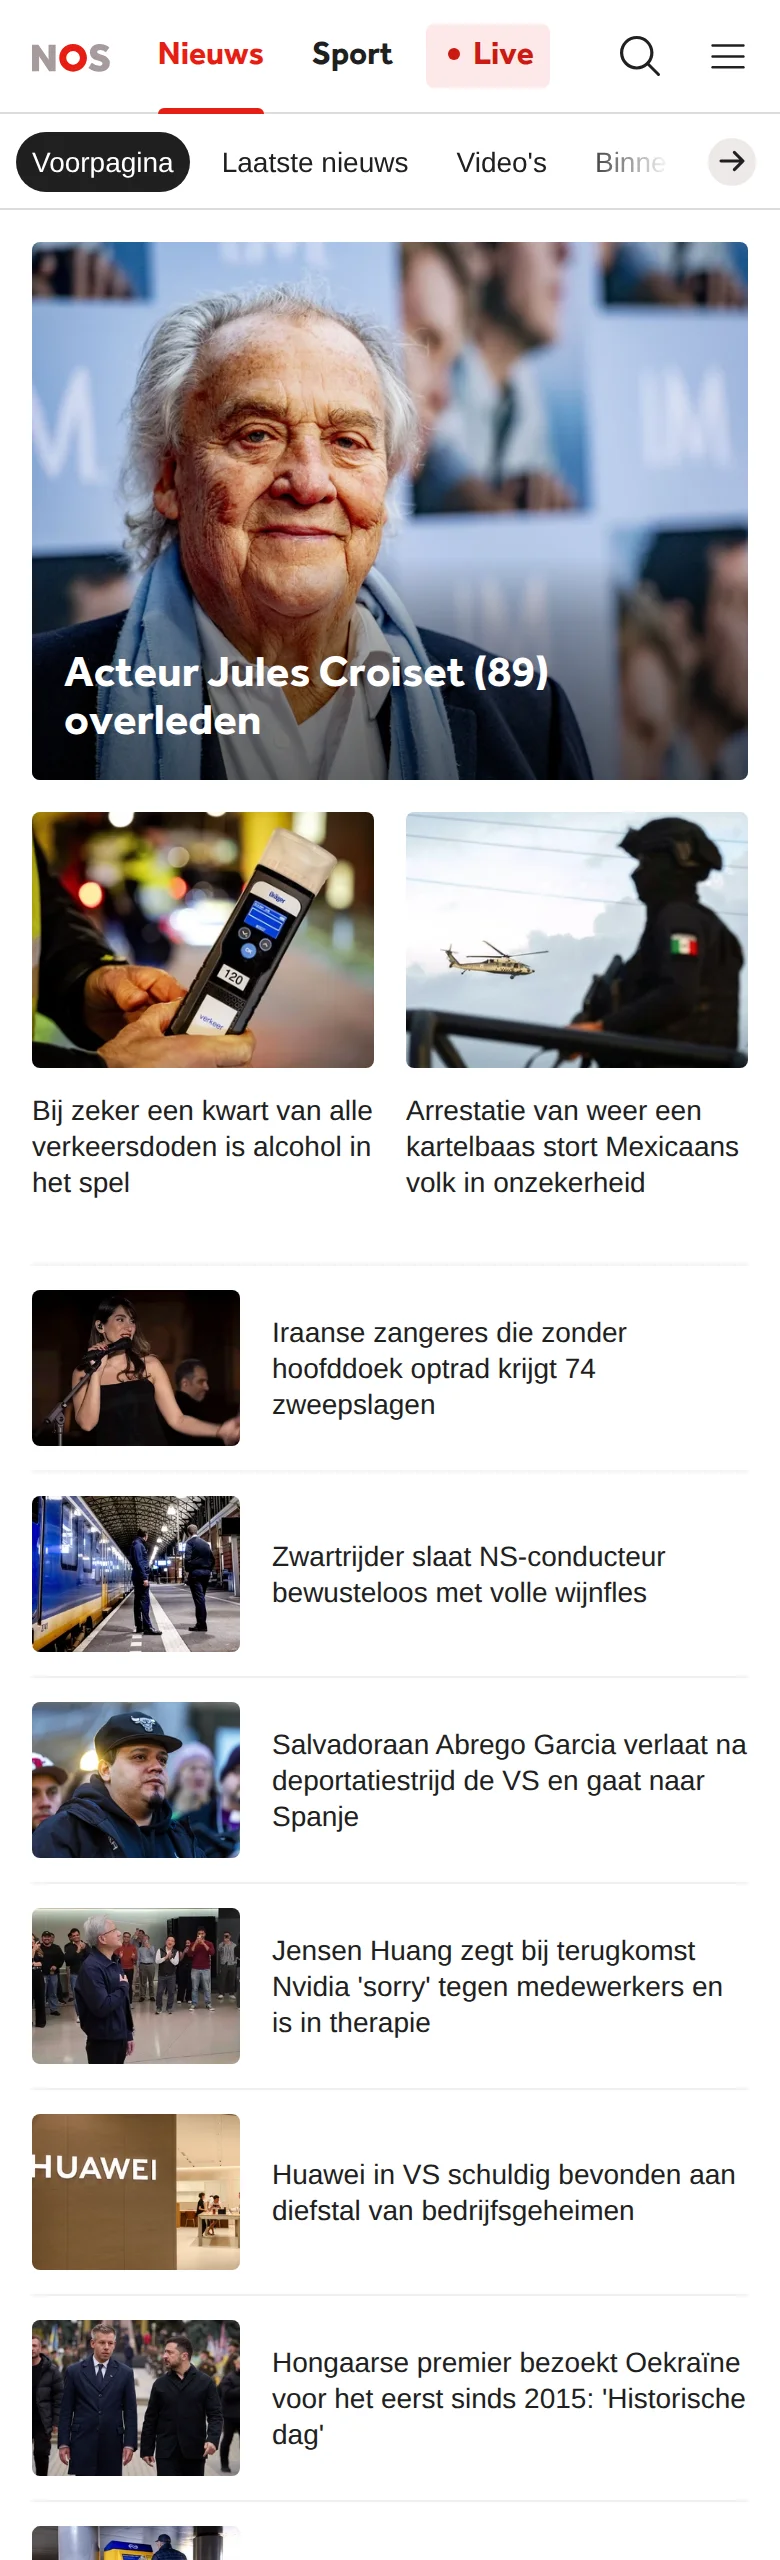 NOS
Nieuws
Sport
Live
Voorpagina
Laatste nieuws
Video's
Binne
IM
IM
Acteur Jules Croiset (89)
overleden
Dräger
120
verkeer
Bij zeker een kwart van alle
verkeersdoden is alcohol in
het spel
Arrestatie van weer een
kartelbaas stort Mexicaans
volk in onzekerheid
Iraanse zangeres die zonder
hoofddoek optrad krijgt 74
zweepslagen
Zwartrijder slaat NS-conducteur
bewusteloos met volle wijnfles
Salvadoraan Abrego Garcia verlaat na
deportatiestrijd de VS en gaat naar
Spanje
Jensen Huang zegt bij terugkomst
Nvidia 'sorry' tegen medewerkers en
is in therapie
HUAWEI
Huawei in VS schuldig bevonden aan
diefstal van bedrijfsgeheimen
Hongaarse premier bezoekt Oekraïne
voor het eerst sinds 2015: 'Historische
dag'